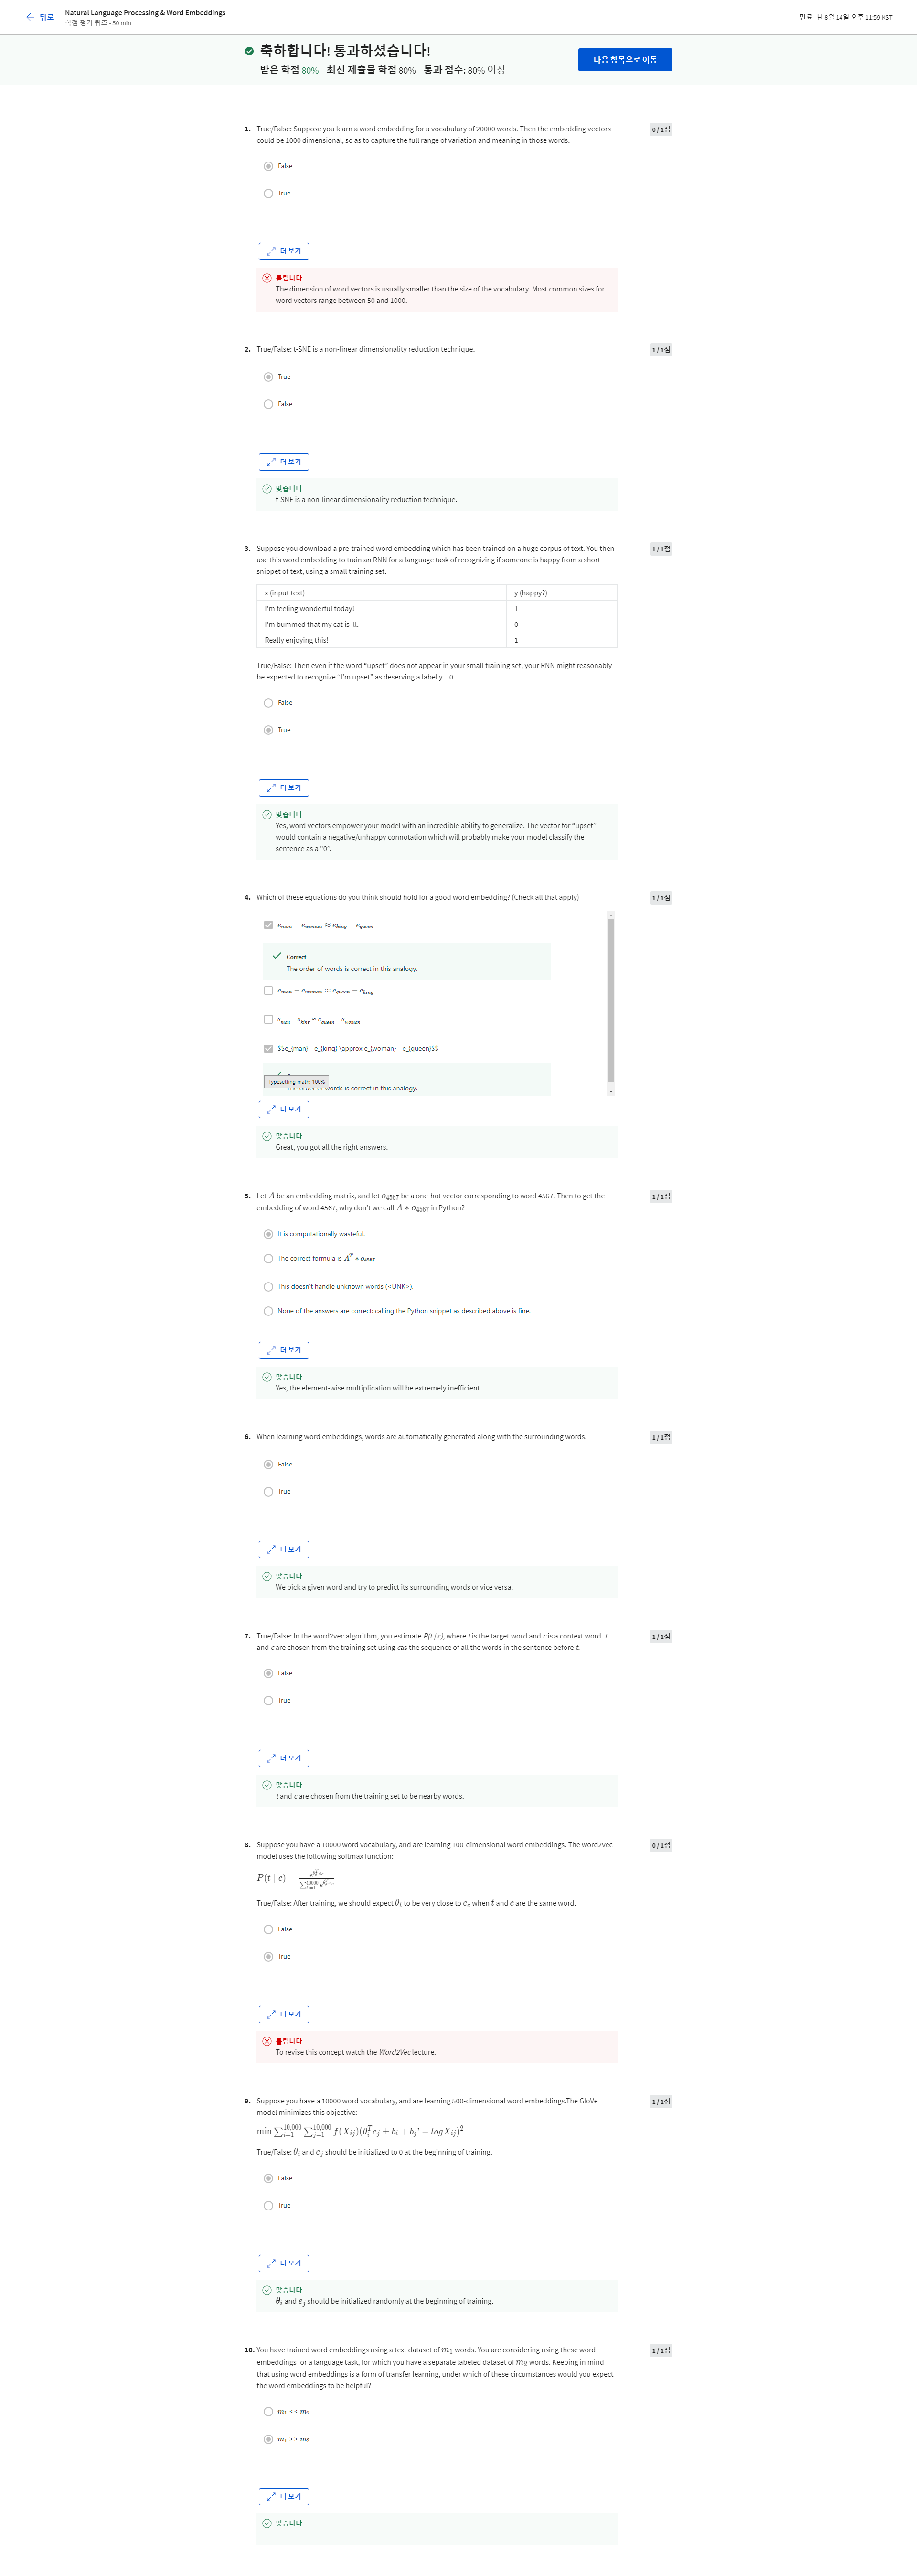 뒤로
Natural Language Processing & Word Embeddings
학점 평가 퀴즈 • 50 min
만료 년 8월 14일 오후 11:59 KST
축하합니다! 통과하셨습니다!
받은 학점 80% 최신 제출물 학점 80% 통과 점수: 80% 이상
다음 항목으로 이동
1. True/False: Suppose you learn a word embedding for a vocabulary of 20000 words. Then the embedding vectors
could be 1000 dimensional, so as to capture the full range of variation and meaning in those words.
0 / 1점
False
True
더 보기
틀립니다
The dimension of word vectors is usually smaller than the size of the vocabulary. Most common sizes for
word vectors range between 50 and 1000.
2. True/False: t-SNE is a non-linear dimensionality reduction technique.
1 / 1점
True
False
더 보기
맞습니다
t-SNE is a non-linear dimensionality reduction technique.
3. Suppose you download a pre-trained word embedding which has been trained on a huge corpus of text. You then
use this word embedding to train an RNN for a language task of recognizing if someone is happy from a short
snippet of text, using a small training set.
1 / 1점
x (input text) y (happy?)
I'm feeling wonderful today! 1
I'm bummed that my cat is ill. 0
Really enjoying this! 1
True/False: Then even if the word “upset” does not appear in your small training set, your RNN might reasonably
be expected to recognize “I'm upset” as deserving a label y = 0.
False
True
더 보기
맞습니다
Yes, word vectors empower your model with an incredible ability to generalize. The vector for “upset”
would contain a negative/unhappy connotation which will probably make your model classify the
sentence as a “0”.
4. Which of these equations do you think should hold for a good word embedding? (Check all that apply)
1 / 1점
e_{man} − e_{woman} ≈ e_{king} − e_{queen}
Correct
The order of words is correct in this analogy.
e_{man} − e_{woman} ≈ e_{queen} − e_{king}
e_{man} − e_{king} ≈ e_{queen} − e_{woman}
$$e_{man} - e_{king} \approx e_{woman} - e_{queen}$$
Typesetting math: 100%
The order of words is correct in this analogy.
더 보기
맞습니다
Great, you got all the right answers.
5. Let A be an embedding matrix, and let o_{4567} be a one-hot vector corresponding to word 4567. Then to get the
embedding of word 4567, why don't we call A * o_{4567} in Python?
1 / 1점
It is computationally wasteful.
The correct formula is A^T * o_{4567}
This doesn't handle unknown words (<UNK>).
None of the answers are correct: calling the Python snippet as described above is fine.
더 보기
맞습니다
Yes, the element-wise multiplication will be extremely inefficient.
6. When learning word embeddings, words are automatically generated along with the surrounding words.
1 / 1점
False
True
더 보기
맞습니다
We pick a given word and try to predict its surrounding words or vice versa.
7. True/False: In the word2vec algorithm, you estimate P(t | c), where t is the target word and c is a context word. t
and c are chosen from the training set using cas the sequence of all the words in the sentence before t.
1 / 1점
False
True
더 보기
맞습니다
t and c are chosen from the training set to be nearby words.
8. Suppose you have a 10000 word vocabulary, and are learning 100-dimensional word embeddings. The word2vec
model uses the following softmax function:
0 / 1점
P(t | c) = e^{θ_t^T e_c} / ∑_{t'=1}^{10000} e^{θ_{t'}^T e_c}
True/False: After training, we should expect θ_t to be very close to e_c when t and c are the same word.
False
True
더 보기
틀립니다
To revise this concept watch the Word2Vec lecture.
9. Suppose you have a 10000 word vocabulary, and are learning 500-dimensional word embeddings.The GloVe
model minimizes this objective:
1 / 1점
min ∑_{i=1}^{10,000} ∑_{j=1}^{10,000} f(X_{ij})(θ_i^T e_j + b_i + b_j' − logX_{ij})^2
True/False: θ_i and e_j should be initialized to 0 at the beginning of training.
False
True
더 보기
맞습니다
θ_i and e_j should be initialized randomly at the beginning of training.
10. You have trained word embeddings using a text dataset of m_1 words. You are considering using these word
embeddings for a language task, for which you have a separate labeled dataset of m_2 words. Keeping in mind
that using word embeddings is a form of transfer learning, under which of these circumstances would you expect
the word embeddings to be helpful?
1 / 1점
m_1 << m_2
m_1 >> m_2
더 보기
맞습니다